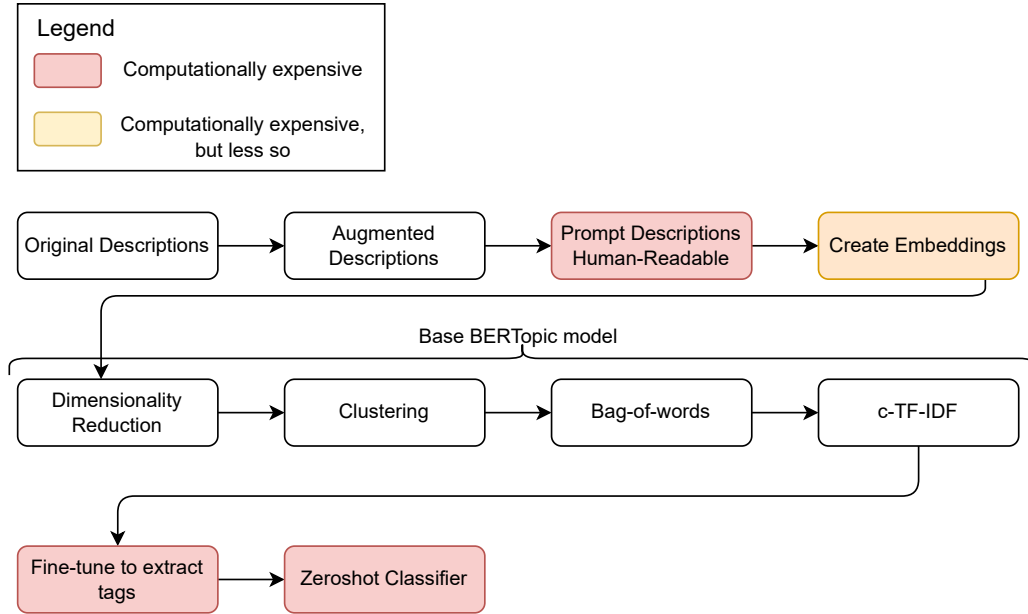 Legend
Computationally expensive
Computationally expensive,
but less so
Original Descriptions
Augmented
Descriptions
Prompt Descriptions
Human-Readable
Create Embeddings
Base BERTopic model
Dimensionality
Reduction
Clustering
Bag-of-words
c-TF-IDF
Fine-tune to extract
tags
Zeroshot Classifier